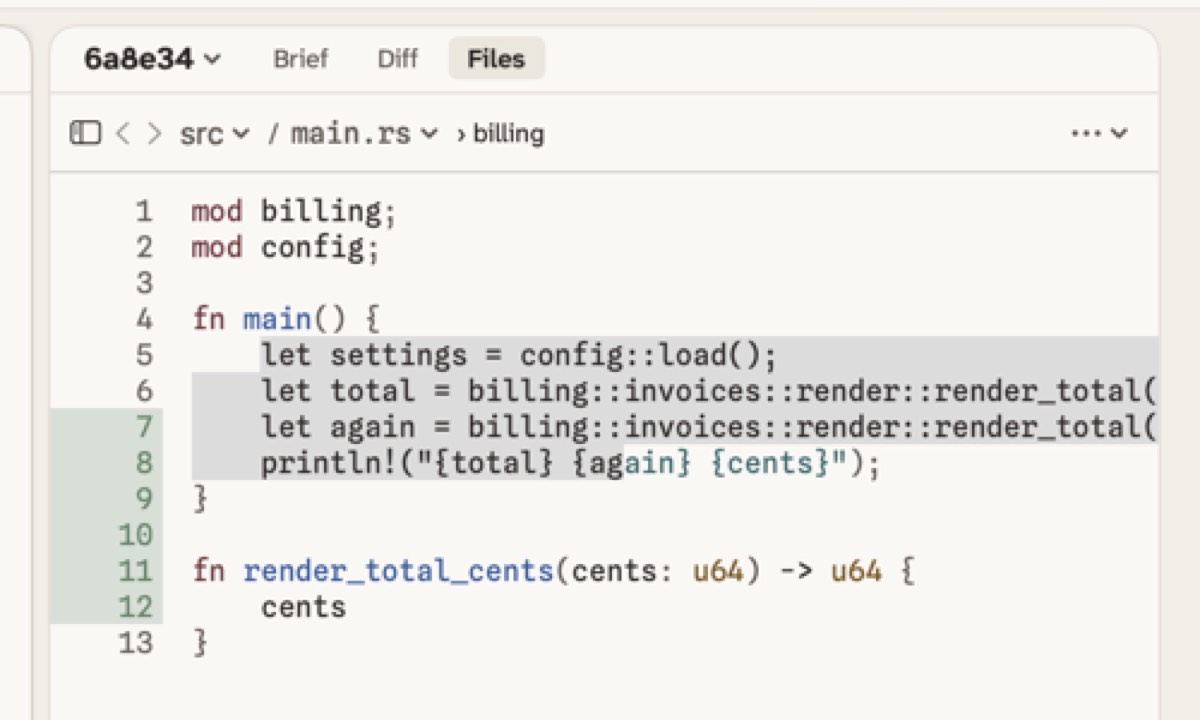 6a8e34 Brief Diff Files
src / main.rs › billing ...
1 mod billing;
2 mod config;
3
4 fn main() {
5     let settings = config::load();
6     let total = billing::invoices::render::render_total(
7     let again = billing::invoices::render::render_total(
8     println!("{total} {again} {cents}");
9 }
10
11 fn render_total_cents(cents: u64) -> u64 {
12     cents
13 }